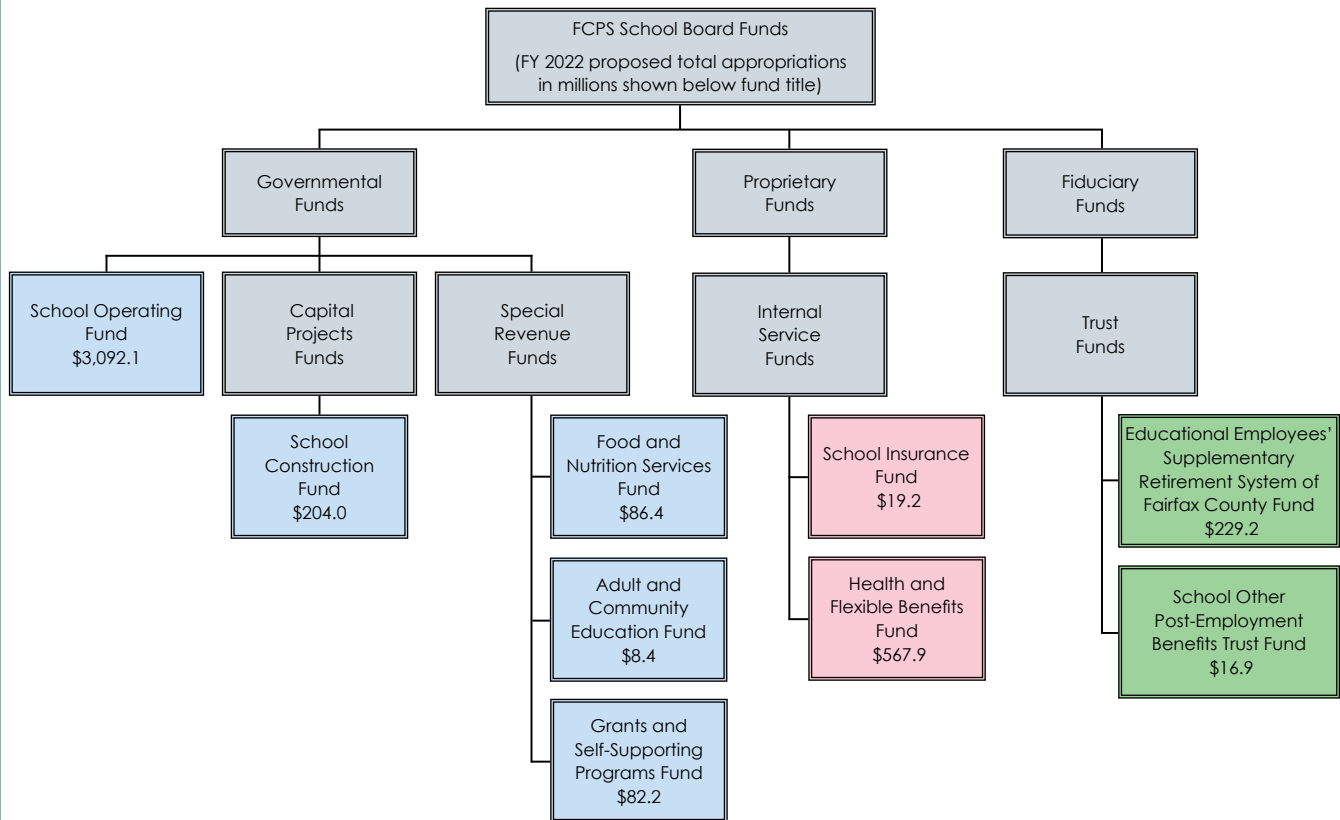 FCPS School Board Funds
(FY 2022 proposed total appropriations
in millions shown below fund title)
Governmental
Funds
Proprietary
Funds
Fiduciary
Funds
School Operating
Fund
$3,092.1
Capital
Projects
Funds
Special
Revenue
Funds
Internal
Service
Funds
Trust
Funds
School
Construction
Fund
$204.0
Food and
Nutrition Services
Fund
$86.4
School Insurance
Fund
$19.2
Educational Employees’
Supplementary
Retirement System of
Fairfax County Fund
$229.2
Adult and
Community
Education Fund
$8.4
Health and
Flexible Benefits
Fund
$567.9
School Other
Post-Employment
Benefits Trust Fund
$16.9
Grants and
Self-Supporting
Programs Fund
$82.2